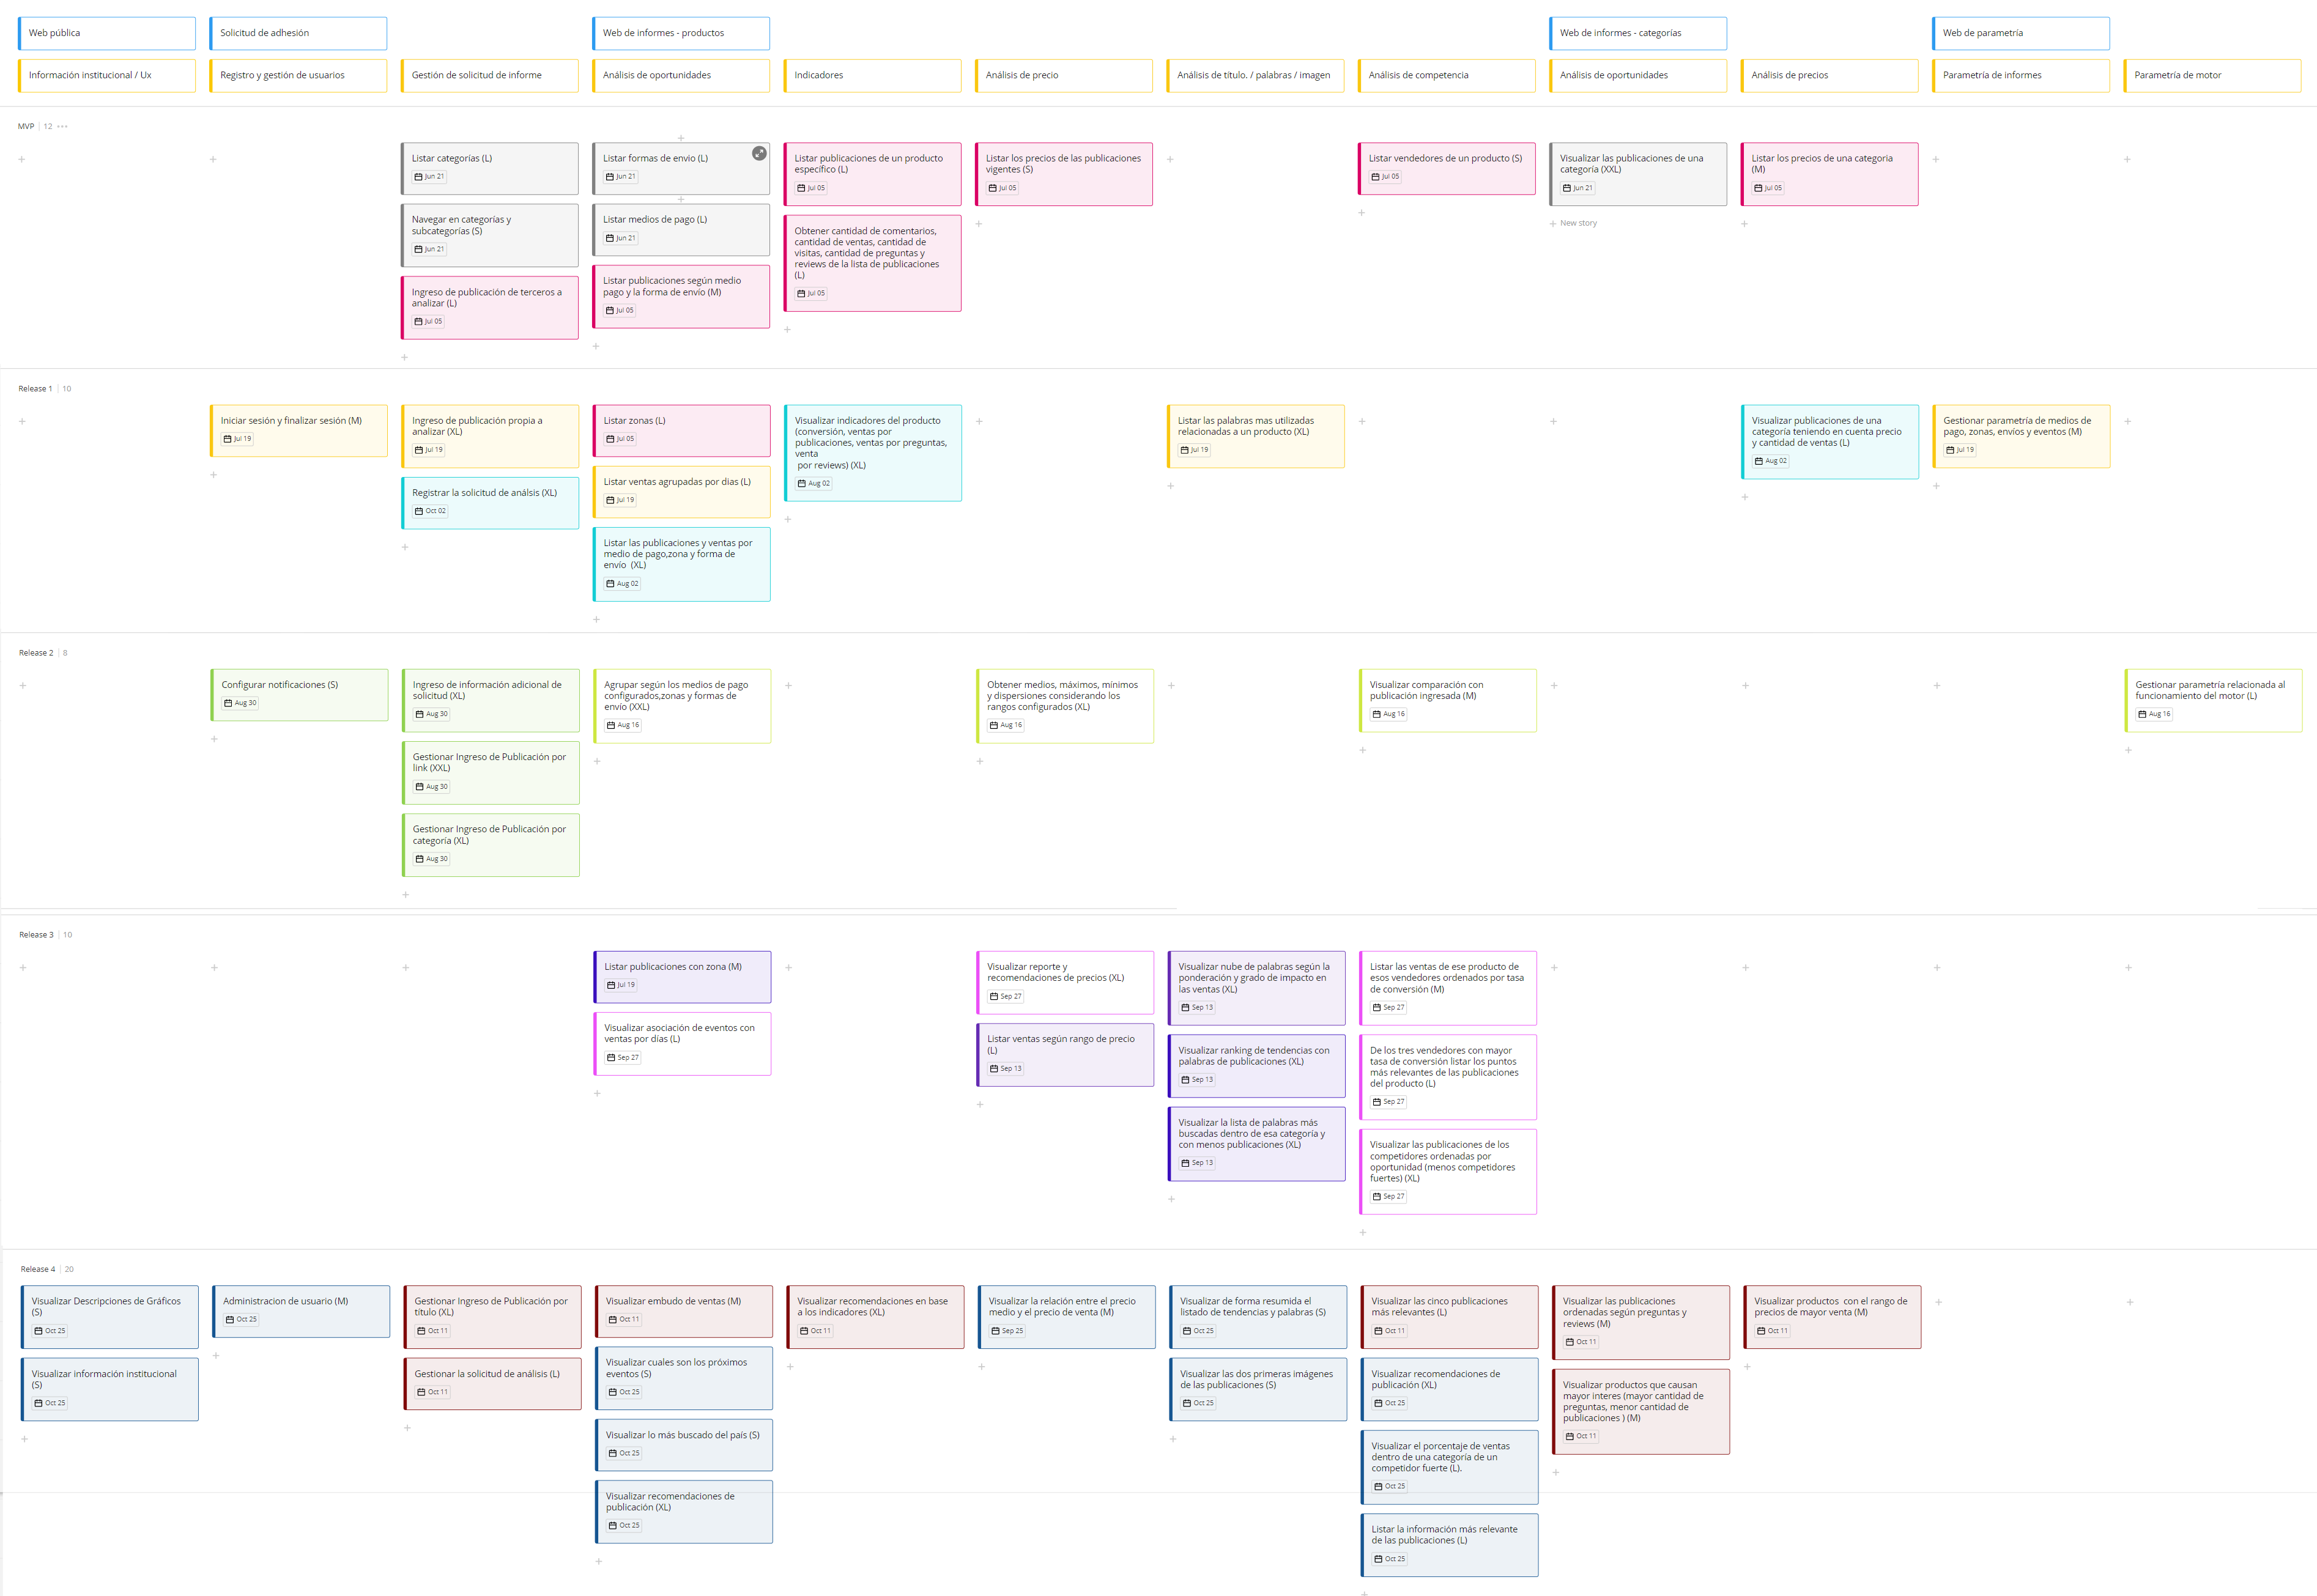 Web pública
Solicitud de adhesión
Web de informes - productos
Web de informes - categorías
Web de parametría
Información institucional / Ux
Registro y gestión de usuarios
Gestión de solicitud de informe
Análisis de oportunidades
Indicadores
Análisis de precio
Análisis de título. / palabras / imagen
Análisis de competencia
Análisis de oportunidades
Análisis de precios
Parametría de informes
Parametría de motor
MVP | 12 •••
Listar categorías (L)
Jun 21
Navegar en categorías y
subcategorías (S)
Jun 21
Ingreso de publicación de terceros a
analizar (L)
Jul 05
Listar formas de envio (L)
Jun 21
Listar medios de pago (L)
Jun 21
Listar publicaciones según medio
pago y la forma de envío (M)
Jul 05
Listar publicaciones de un producto
específico (L)
Jul 05
Obtener cantidad de comentarios,
cantidad de ventas, cantidad de
visitas, cantidad de preguntas y
reviews de la lista de publicaciones
(L)
Jul 05
Listar los precios de las publicaciones
vigentes (S)
Jul 05
Listar vendedores de un producto (S)
Jul 05
Visualizar las publicaciones de una
categoría (XXL)
Jun 21
+ New story
Listar los precios de una categoria
(M)
Jul 05
Release 1 | 10
Iniciar sesión y finalizar sesión (M)
Jul 19
Ingreso de publicación propia a
analizar (XL)
Jul 19
Registrar la solicitud de análsis (XL)
Oct 02
Listar zonas (L)
Jul 05
Listar ventas agrupadas por dias (L)
Jul 19
Listar las publicaciones y ventas por
medio de pago,zona y forma de
envío (XL)
Aug 02
Visualizar indicadores del producto
(conversión, ventas por
publicaciones, ventas por preguntas,
venta
por reviews) (XL)
Aug 02
Listar las palabras mas utilizadas
relacionadas a un producto (XL)
Jul 19
Visualizar publicaciones de una
categoría teniendo en cuenta precio
y cantidad de ventas (L)
Aug 02
Gestionar parametría de medios de
pago, zonas, envíos y eventos (M)
Jul 19
Release 2 | 8
Configurar notificaciones (S)
Aug 30
Ingreso de información adicional de
solicitud (XL)
Aug 30
Gestionar Ingreso de Publicación por
link (XXL)
Aug 30
Gestionar Ingreso de Publicación por
categoría (XL)
Aug 30
Agrupar según los medios de pago
configurados,zonas y formas de
envío (XXL)
Aug 16
Obtener medios, máximos, mínimos
y dispersiones considerando los
rangos configurados (XL)
Aug 16
Visualizar comparación con
publicación ingresada (M)
Aug 16
Gestionar parametría relacionada al
funcionamiento del motor (L)
Aug 16
Release 3 | 10
Listar publicaciones con zona (M)
Jul 19
Visualizar asociación de eventos con
ventas por días (L)
Sep 27
Visualizar reporte y
recomendaciones de precios (XL)
Sep 27
Listar ventas según rango de precio
(L)
Sep 13
Visualizar nube de palabras según la
ponderación y grado de impacto en
las ventas (XL)
Sep 13
Visualizar ranking de tendencias con
palabras de publicaciones (XL)
Sep 13
Visualizar la lista de palabras más
buscadas dentro de esa categoría y
con menos publicaciones (XL)
Sep 13
Listar las ventas de ese producto de
esos vendedores ordenados por tasa
de conversión (M)
Sep 27
De los tres vendedores con mayor
tasa de conversión listar los puntos
más relevantes de las publicaciones
del producto (L)
Sep 27
Visualizar las publicaciones de los
competidores ordenadas por
oportunidad (menos competidores
fuertes) (XL)
Sep 27
Release 4 | 20
Visualizar Descripciones de Gráficos
(S)
Oct 25
Visualizar información institucional
(S)
Oct 25
Administracion de usuario (M)
Oct 25
Gestionar Ingreso de Publicación por
título (XL)
Oct 11
Gestionar la solicitud de análisis (L)
Oct 11
Visualizar embudo de ventas (M)
Oct 11
Visualizar cuales son los próximos
eventos (S)
Oct 25
Visualizar lo más buscado del país (S)
Oct 25
Visualizar recomendaciones de
publicación (XL)
Oct 25
Visualizar recomendaciones en base
a los indicadores (XL)
Oct 11
Visualizar la relación entre el precio
medio y el precio de venta (M)
Sep 25
Visualizar de forma resumida el
listado de tendencias y palabras (S)
Oct 25
Visualizar las dos primeras imágenes
de las publicaciones (S)
Oct 25
Visualizar las cinco publicaciones
más relevantes (L)
Oct 11
Visualizar recomendaciones de
publicación (XL)
Oct 25
Visualizar el porcentaje de ventas
dentro de una categoría de un
competidor fuerte (L).
Oct 25
Listar la información más relevante
de las publicaciones (L)
Oct 25
Visualizar las publicaciones
ordenadas según preguntas y
reviews (M)
Oct 11
Visualizar productos que causan
mayor interes (mayor cantidad de
preguntas, menor cantidad de
publicaciones ) (M)
Oct 11
Visualizar productos con el rango de
precios de mayor venta (M)
Oct 11